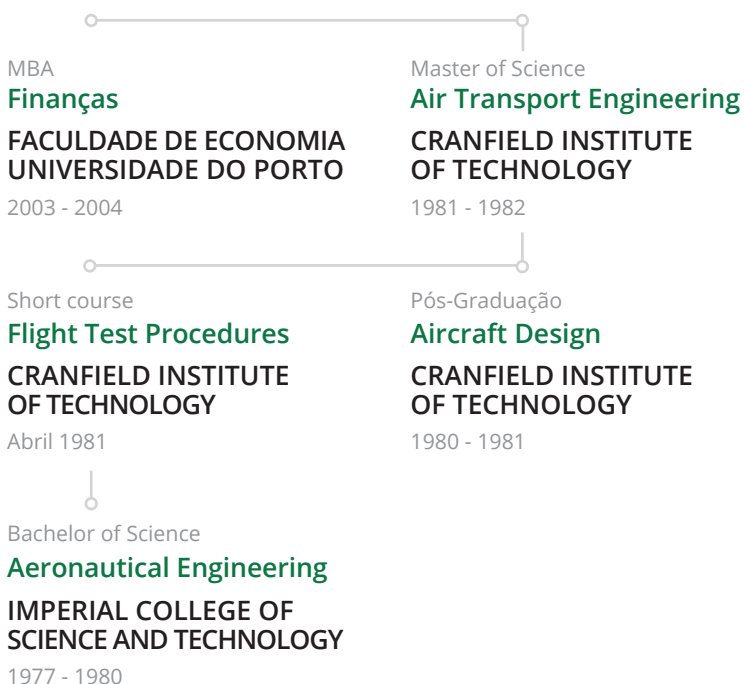 MBA
Finanças
FACULDADE DE ECONOMIA
UNIVERSIDADE DO PORTO
2003 - 2004
Master of Science
Air Transport Engineering
CRANFIELD INSTITUTE
OF TECHNOLOGY
1981 - 1982
Short course
Flight Test Procedures
CRANFIELD INSTITUTE
OF TECHNOLOGY
Abril 1981
Pós-Graduação
Aircraft Design
CRANFIELD INSTITUTE
OF TECHNOLOGY
1980 - 1981
Bachelor of Science
Aeronautical Engineering
IMPERIAL COLLEGE OF
SCIENCE AND TECHNOLOGY
1977 - 1980